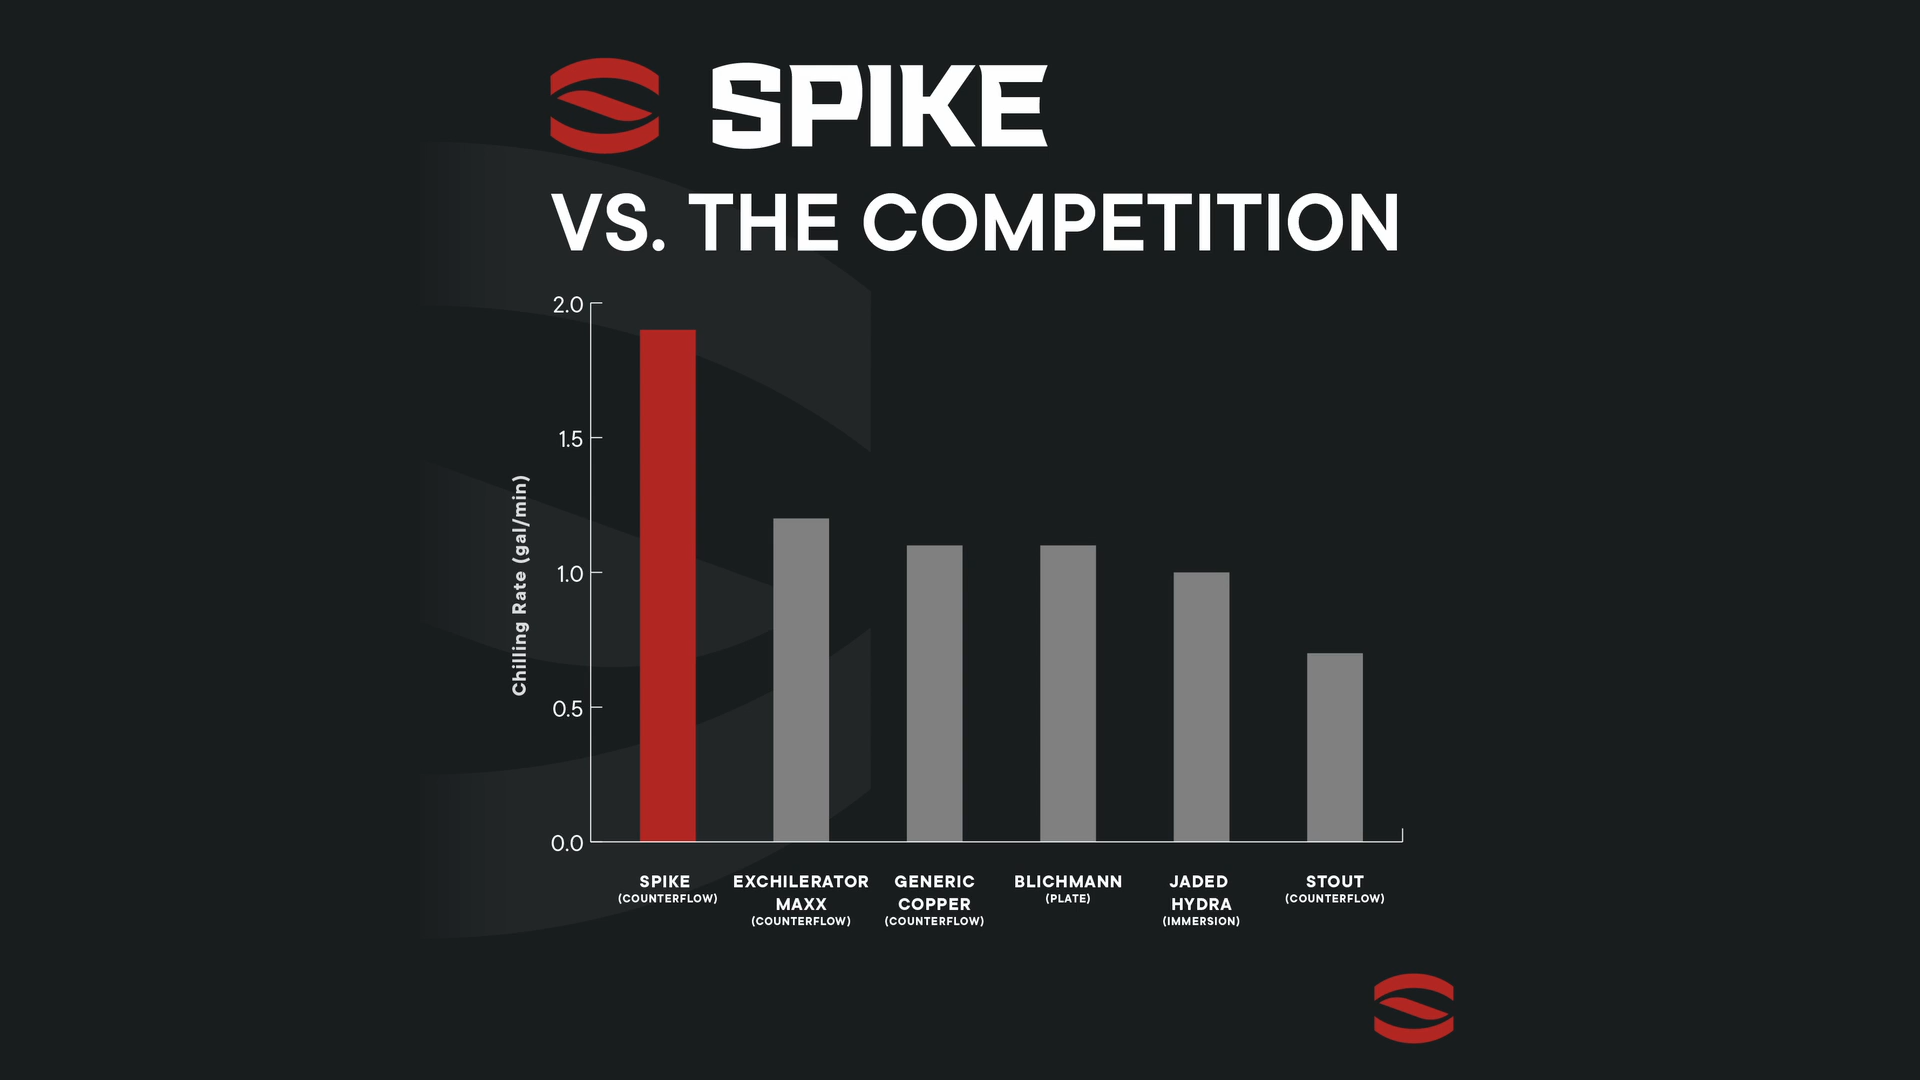 SPIKE
VS. THE COMPETITION
2.0
1.5
1.0
0.5
0.0
Chilling Rate (gal/min)
SPIKE
(COUNTERFLOW)
EXCHILERATOR
MAXX
(COUNTERFLOW)
GENERIC
COPPER
(COUNTERFLOW)
BLICHMANN
(PLATE)
JADED
HYDRA
(IMMERSION)
STOUT
(COUNTERFLOW)